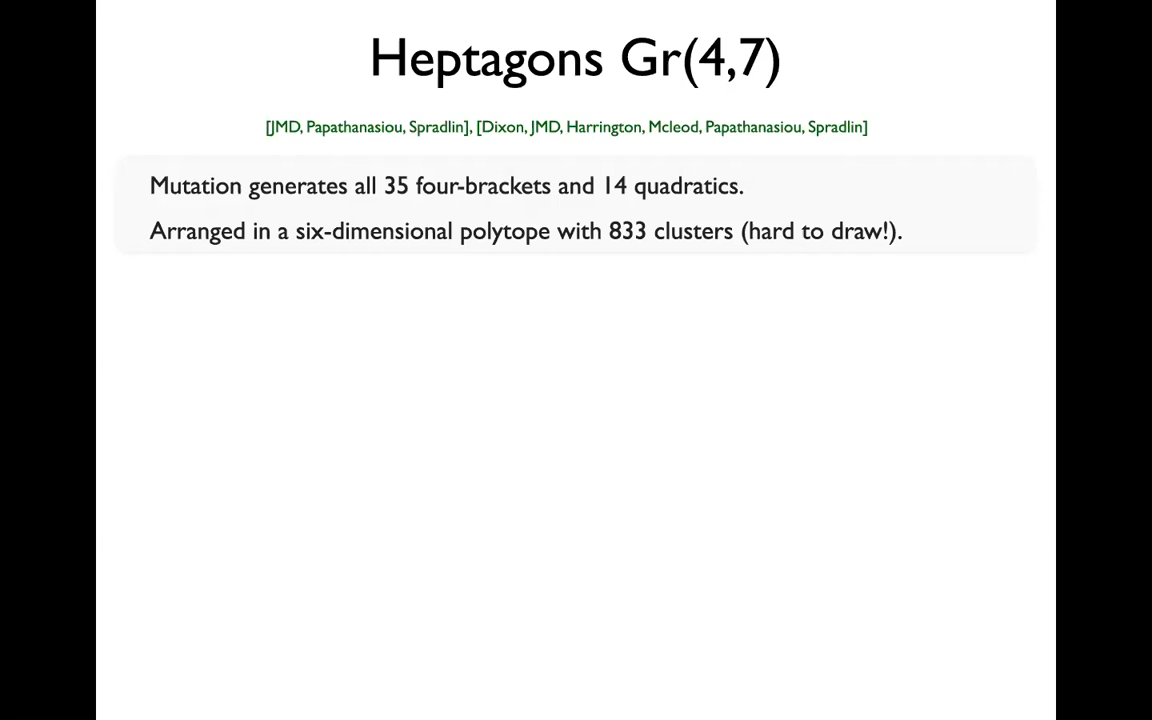 Heptagons Gr(4,7)
[JMD, Papathanasiou, Spradlin], [Dixon, JMD, Harrington, Mcleod, Papathanasiou, Spradlin]
Mutation generates all 35 four-brackets and 14 quadratics.
Arranged in a six-dimensional polytope with 833 clusters (hard to draw!).